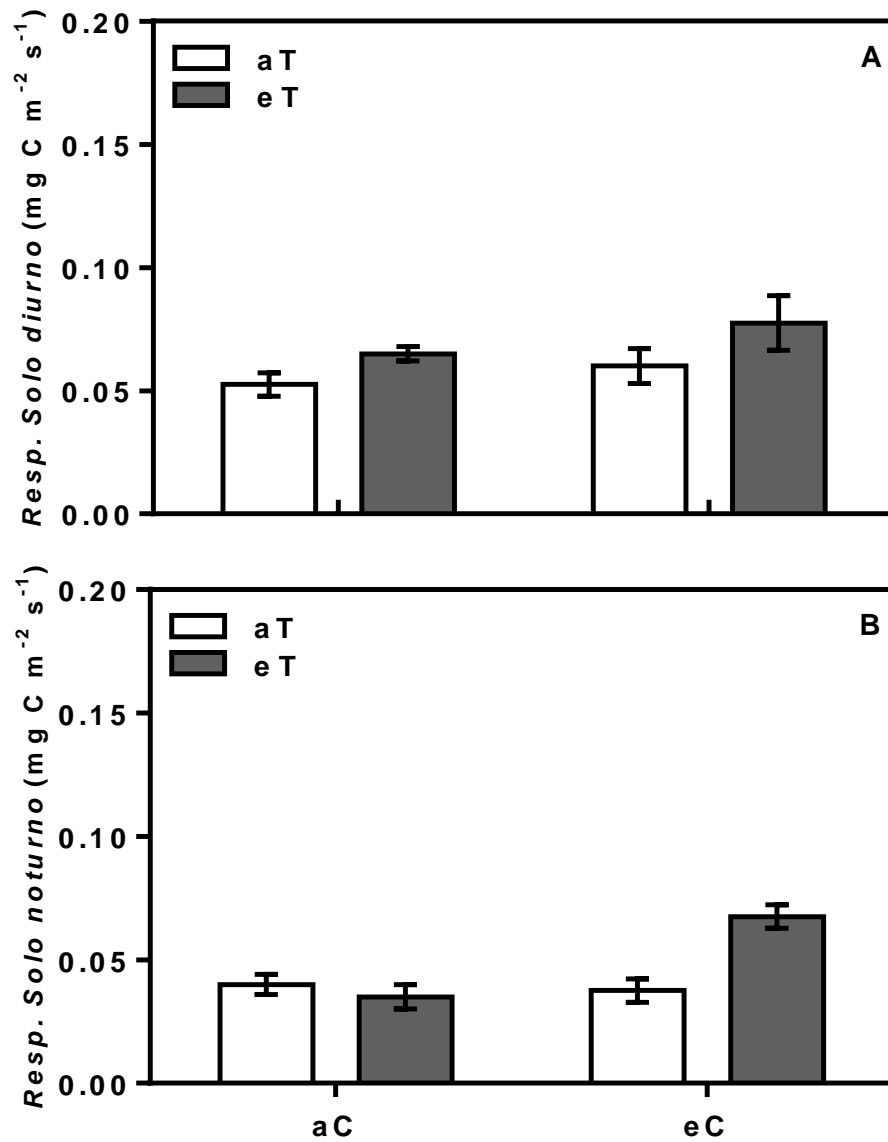 Resp. Solo diurno (mg C m⁻² s⁻¹)
0.20
0.15
0.10
0.05
0.00
aT
eT
A
Resp. Solo noturno (mg C m⁻² s⁻¹)
0.20
0.15
0.10
0.05
0.00
aT
eT
B
aC eC